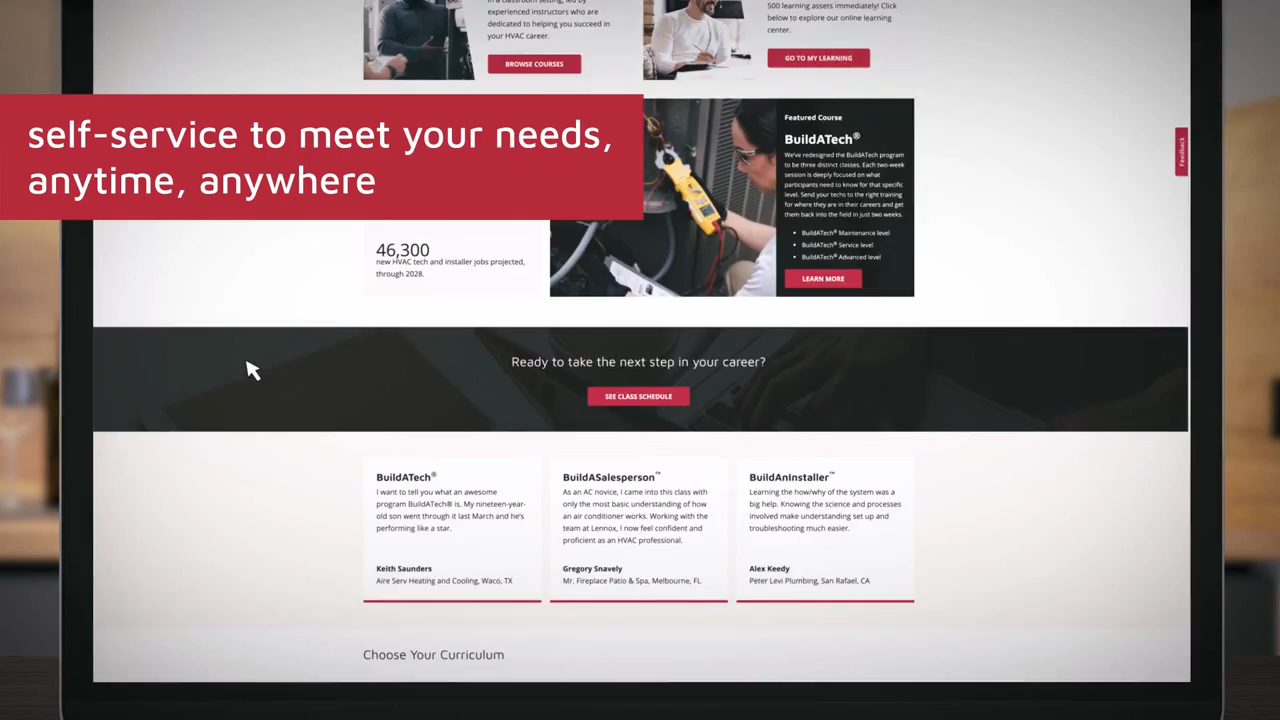 in a classroom setting, led by
experienced instructors who are
dedicated to helping you succeed in
your HVAC career.
BROWSE COURSES
500 learning assets immediately! Click
below to explore our online learning
center.
GO TO MY LEARNING
self-service to meet your needs,
anytime, anywhere
46,300
new HVAC tech and installer jobs projected,
through 2028.
Featured Course
BuildATech®
We've redesigned the BuildATech program
to be three distinct classes. Each two-week
session is deeply focused on what
participants need to know for that specific
level. Send your techs to the right training
for where they are in their careers and get
them back into the field in just two weeks.
• BuildATech® Maintenance level
• BuildATech® Service level
• BuildATech® Advanced level
LEARN MORE
Feedback
Ready to take the next step in your career?
SEE CLASS SCHEDULE
BuildATech®
I want to tell you what an awesome
program BuildATech® is. My nineteen-year-
old son went through it last March and he's
performing like a star.
Keith Saunders
Aire Serv Heating and Cooling, Waco, TX
BuildASalesperson™
As an AC novice, I came into this class with
only the most basic understanding of how
an air conditioner works. Working with the
team at Lennox, I now feel confident and
proficient as an HVAC professional.
Gregory Snavely
Mr. Fireplace Patio & Spa, Melbourne, FL
BuildAnInstaller™
Learning the how/why of the system was a
big help. Knowing the science and processes
involved make understanding set up and
troubleshooting much easier.
Alex Keedy
Peter Levi Plumbing, San Rafael, CA
Choose Your Curriculum